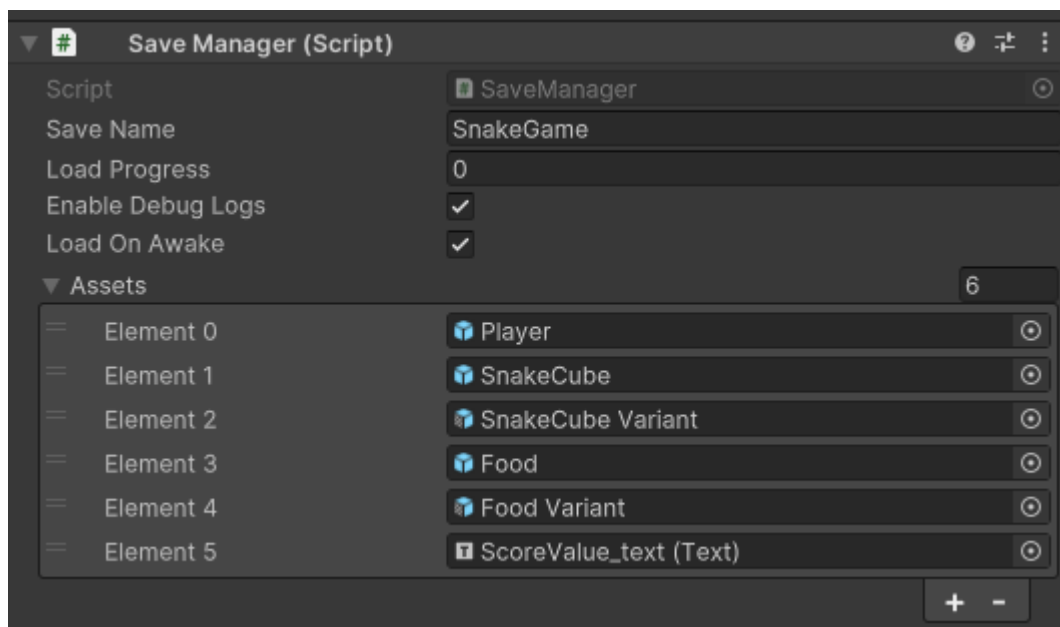 Save Manager (Script)
Script SaveManager
Save Name SnakeGame
Load Progress 0
Enable Debug Logs
Load On Awake
Assets 6
Element 0 Player
Element 1 SnakeCube
Element 2 SnakeCube Variant
Element 3 Food
Element 4 Food Variant
Element 5 ScoreValue_text (Text)